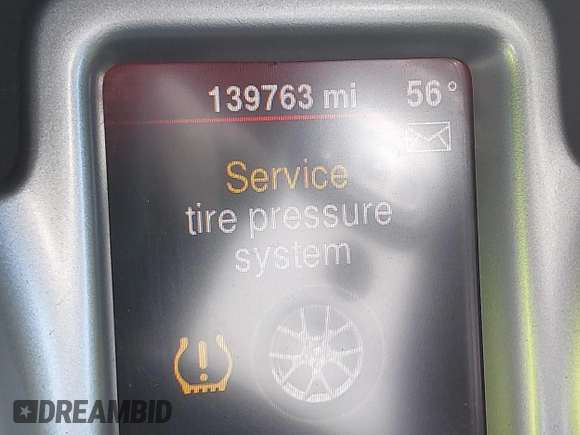 139763 mi 56°
Service
tire pressure
system
DREAMBID